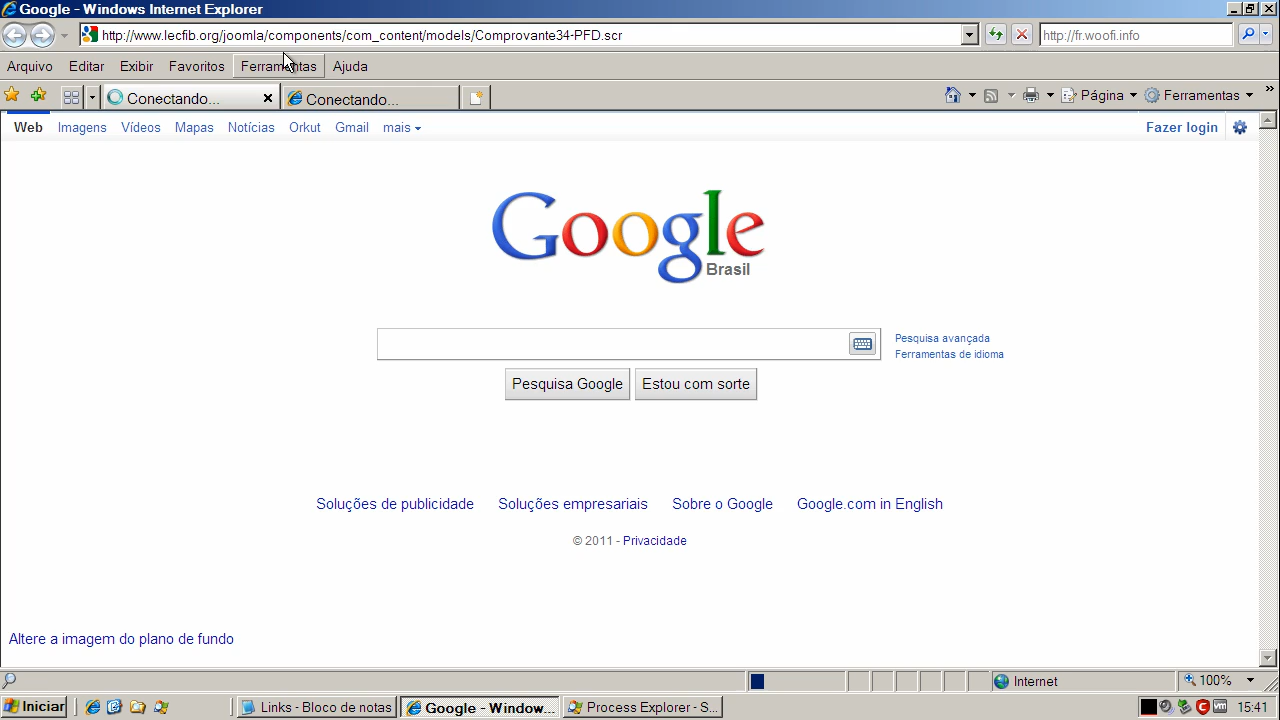 Google - Windows Internet Explorer
http://www.lecfib.org/joomla/components/com_content/models/Comprovante34-PFD.scr
http://fr.woofi.info
Arquivo Editar Exibir Favoritos Ferramentas Ajuda
Conectando... Conectando... Página Ferramentas
Web Imagens Vídeos Mapas Notícias Orkut Gmail mais Fazer login
Google
Brasil
Pesquisa avançada
Ferramentas de idioma
Pesquisa Google Estou com sorte
Soluções de publicidade Soluções empresariais Sobre o Google Google.com in English
© 2011 - Privacidade
Altere a imagem do plano de fundo
Internet 100%
Iniciar Links - Bloco de notas Google - Window... Process Explorer - S... 15:41